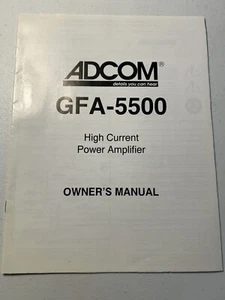 ADCOM®
details you can hear
GFA-5500
High Current
Power Amplifier
OWNER'S MANUAL